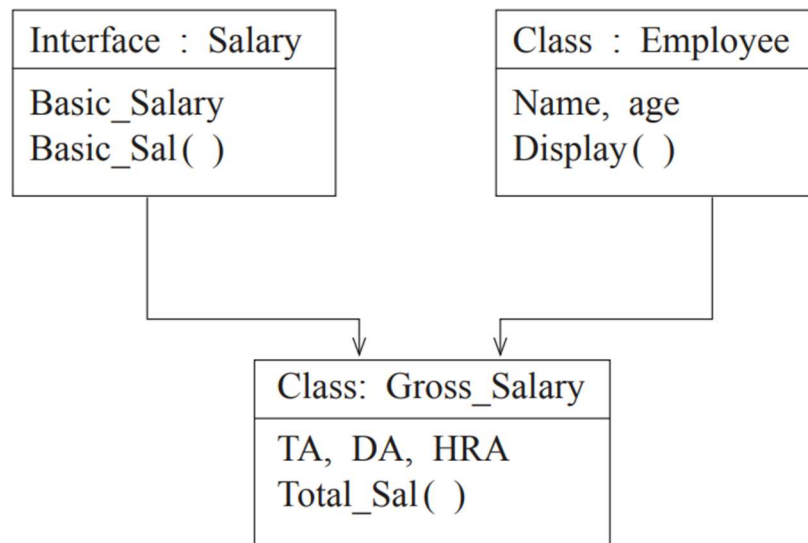 Interface : Salary
Basic_Salary
Basic_Sal( )
Class : Employee
Name, age
Display( )
Class: Gross_Salary
TA, DA, HRA
Total_Sal( )